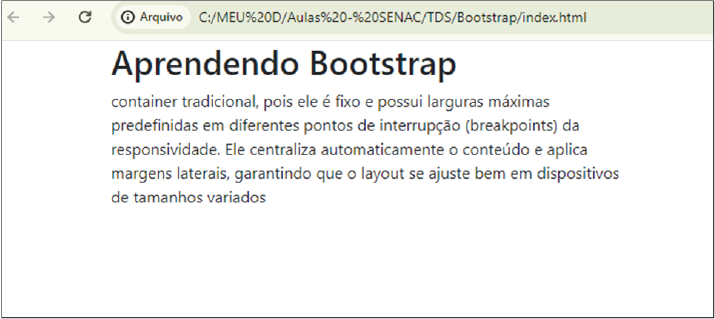 Arquivo C:/MEU%20D/Aulas%20-%20SENAC/TDS/Bootstrap/index.html
Aprendendo Bootstrap
container tradicional, pois ele é fixo e possui larguras máximas
predefinidas em diferentes pontos de interrupção (breakpoints) da
responsividade. Ele centraliza automaticamente o conteúdo e aplica
margens laterais, garantindo que o layout se ajuste bem em dispositivos
de tamanhos variados